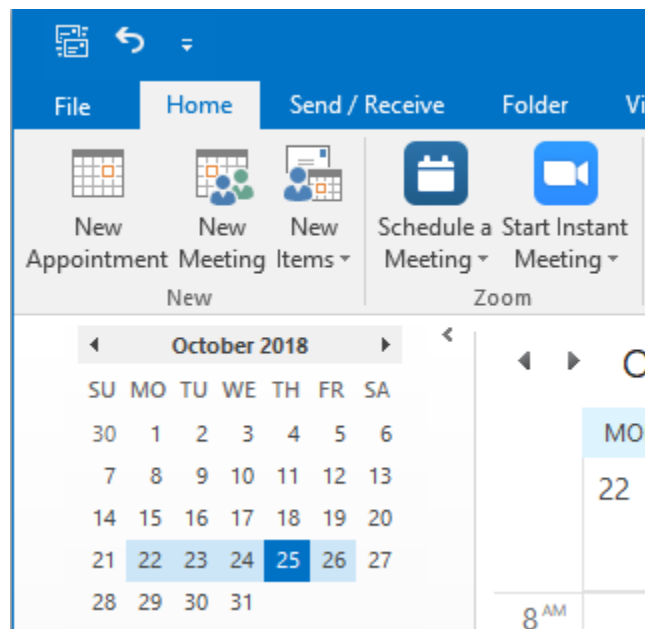 File Home Send / Receive Folder Vi
New New New Schedule a Start Instant
Appointment Meeting Items Meeting Meeting
New Zoom
October 2018
SU MO TU WE TH FR SA
30 1 2 3 4 5 6
7 8 9 10 11 12 13
14 15 16 17 18 19 20
21 22 23 24 25 26 27
28 29 30 31
O
MO
22
8 AM